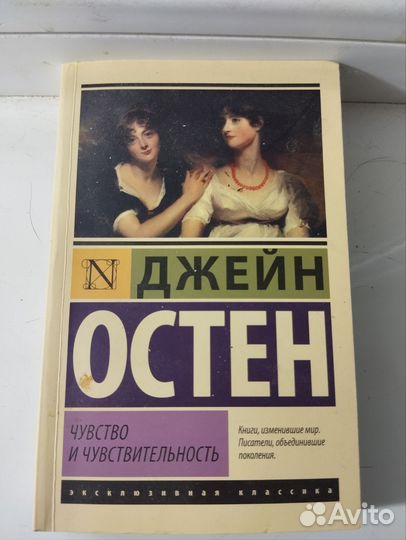 N
ДЖЕЙН
ОСТЕН
ЧУВСТВО
И ЧУВСТВИТЕЛЬНОСТЬ
Книги, изменившие мир.
Писатели, объединившие
поколения.
эксклюзивная классика
Avito